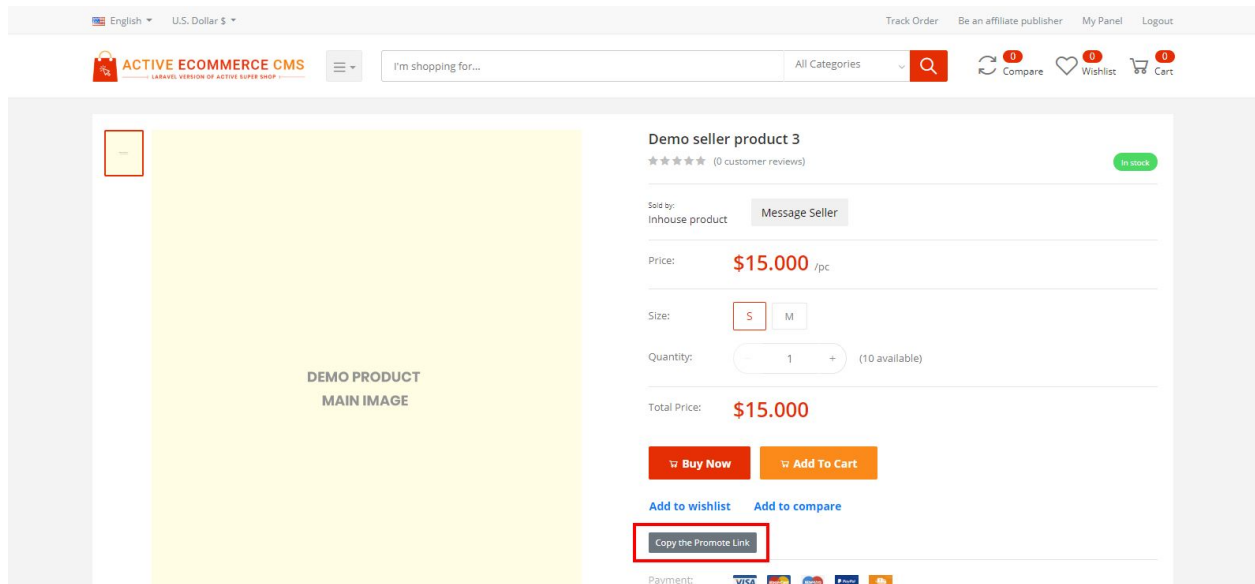 English U.S. Dollar $ Track Order Be an affiliate publisher My Panel Logout
ACTIVE ECOMMERCE CMS
LARAVEL VERSION OF ACTIVE SUPER SHOP
I'm shopping for... All Categories
0 Compare 0 Wishlist 0 Cart
Demo seller product 3
(0 customer reviews) In stock
Sold by:
Inhouse product Message Seller
Price: $15.000 /pc
Size: S M
Quantity: 1 + (10 available)
DEMO PRODUCT
MAIN IMAGE
Total Price: $15.000
Buy Now Add To Cart
Add to wishlist Add to compare
Copy the Promote Link
Payment: VISA PayPal